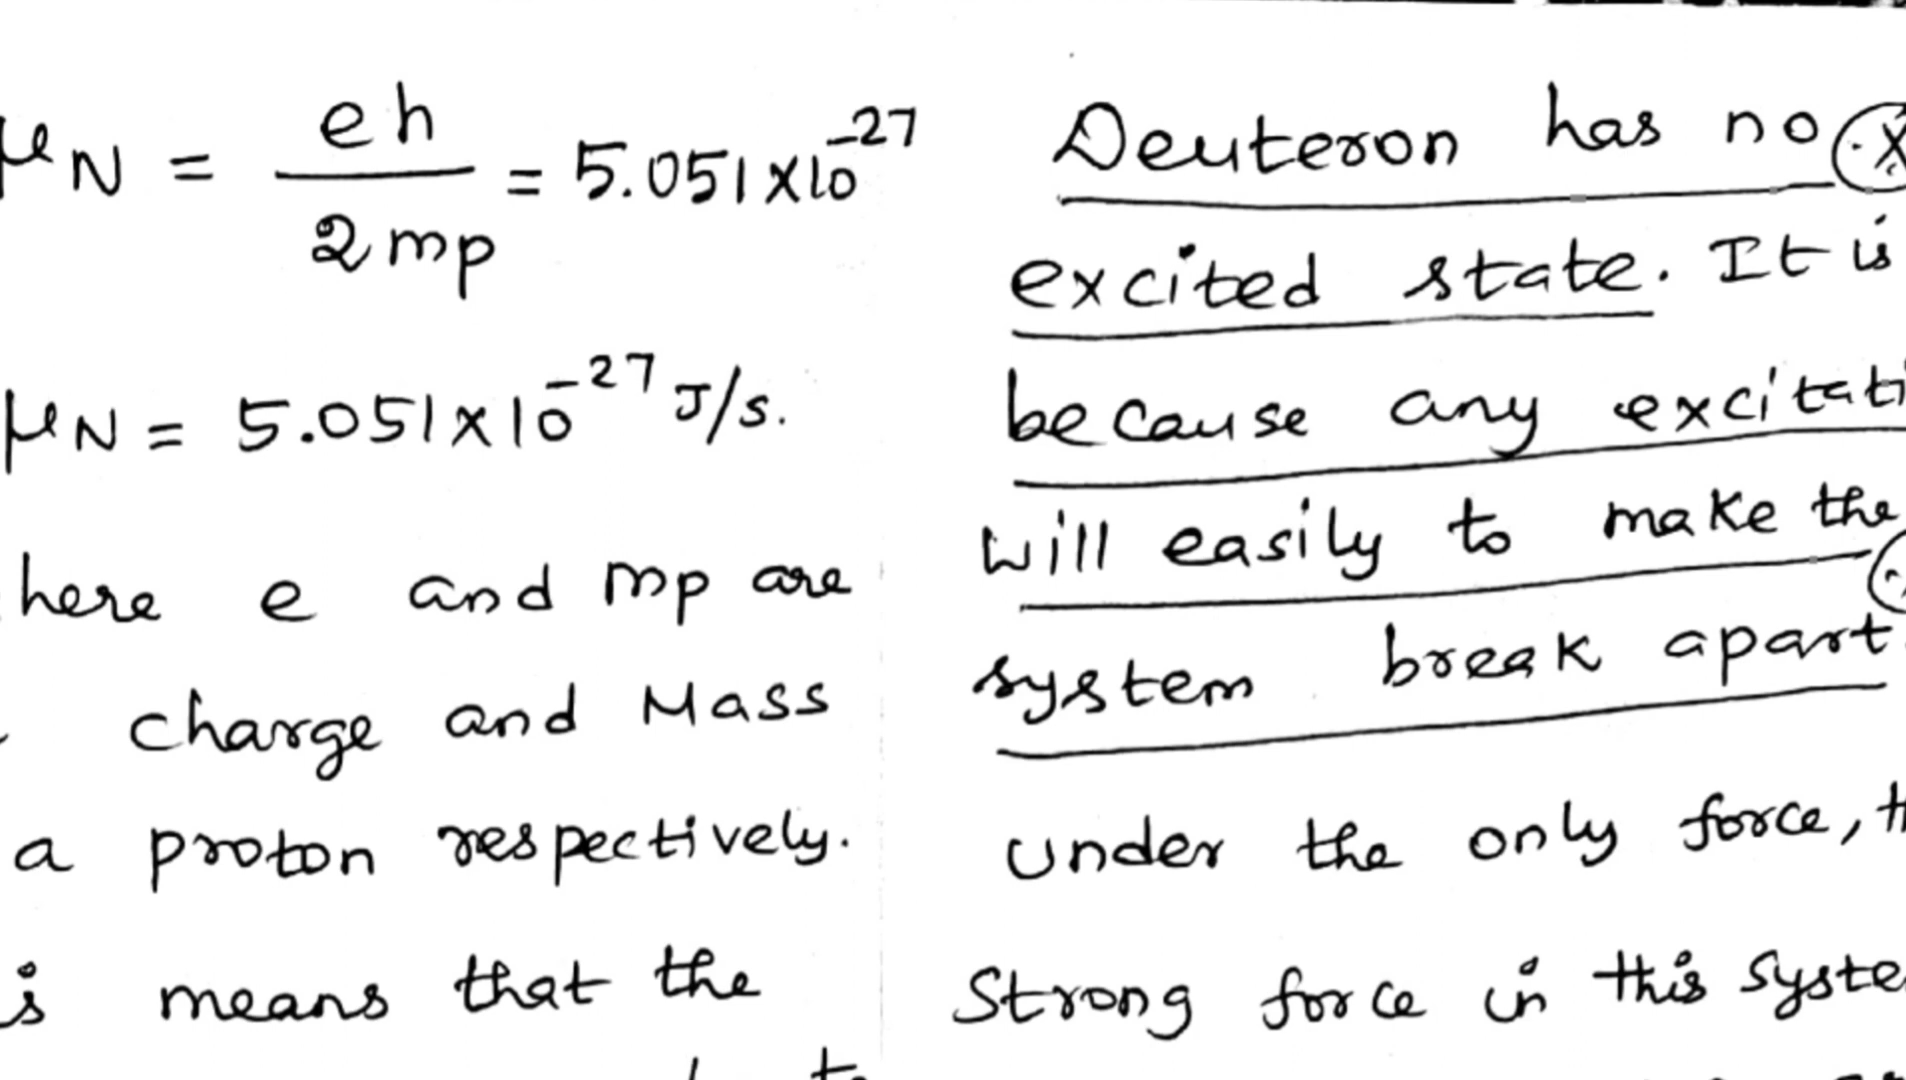 μN = eh / 2mp = 5.051×10⁻²⁷
μN = 5.051×10⁻²⁷ J/s.
here e and mp are
charge and Mass
a proton respectively.
is means that the
Deuteron has no
excited state. It is
because any excitati
will easily to make the
system break apart.
under the only force, th
Strong force in this syste